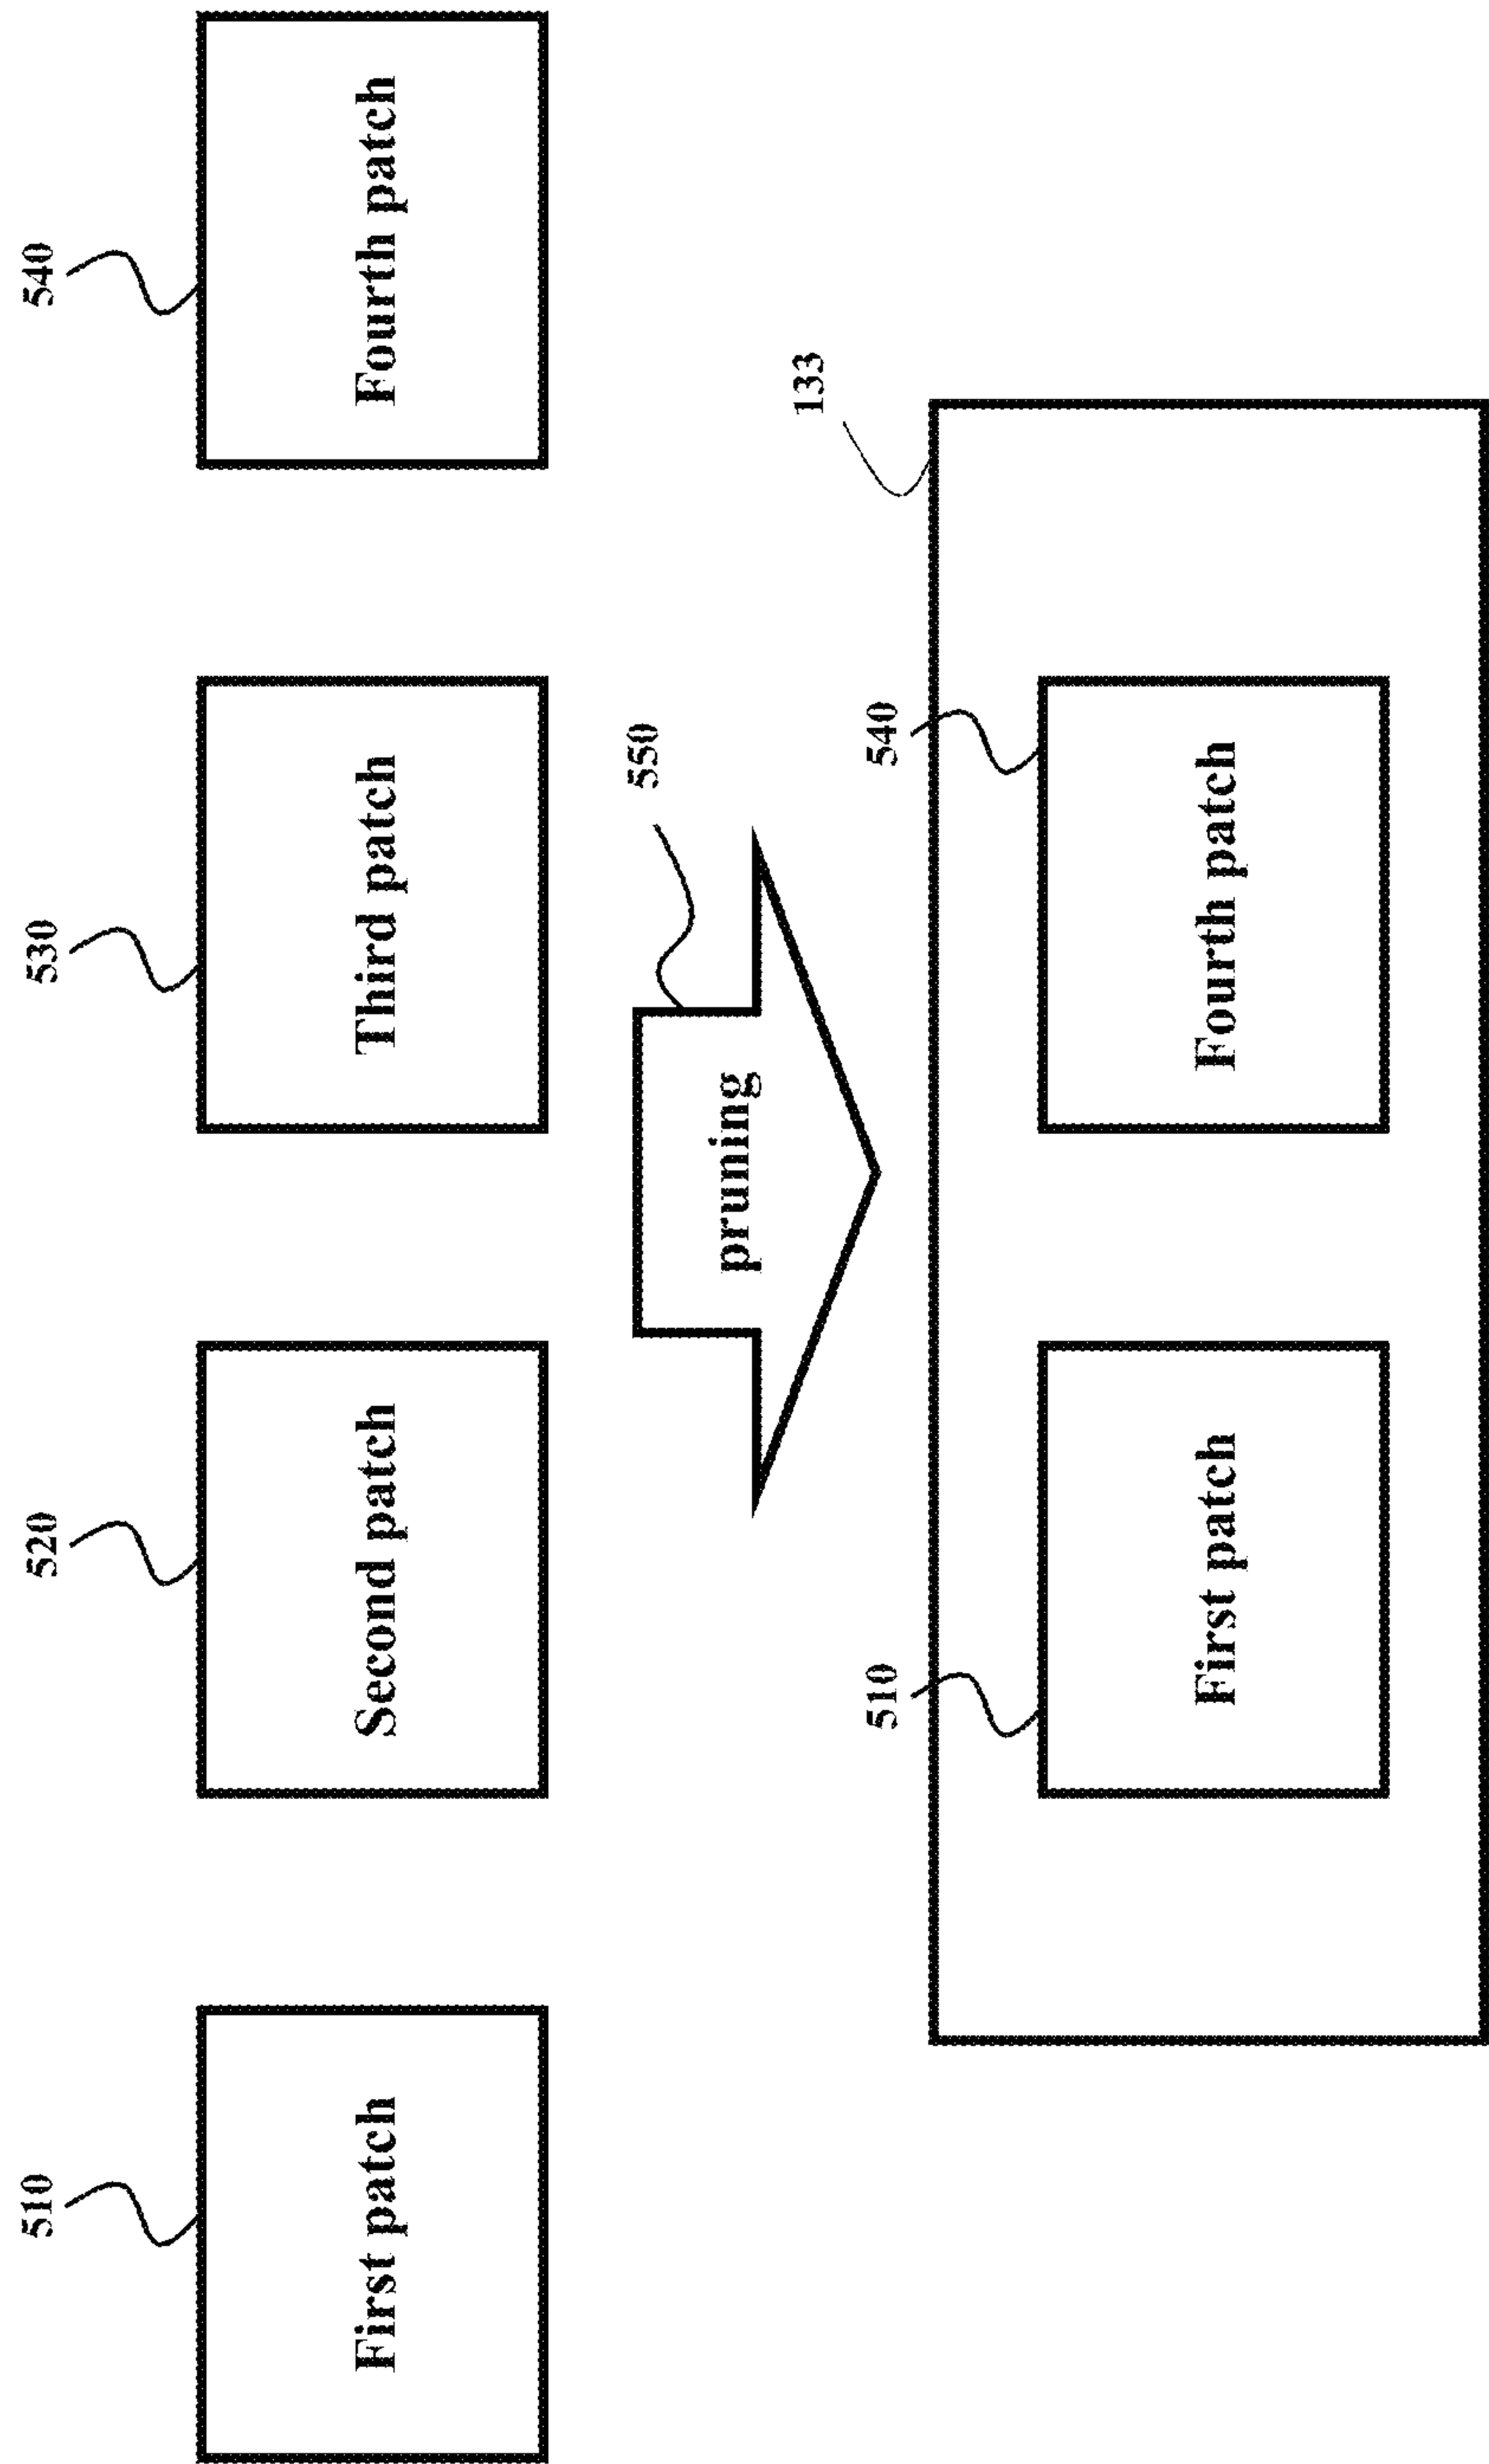 510
520
530
540
First patch
Second patch
Third patch
Fourth patch
550
pruning
133
510
540
First patch
Fourth patch